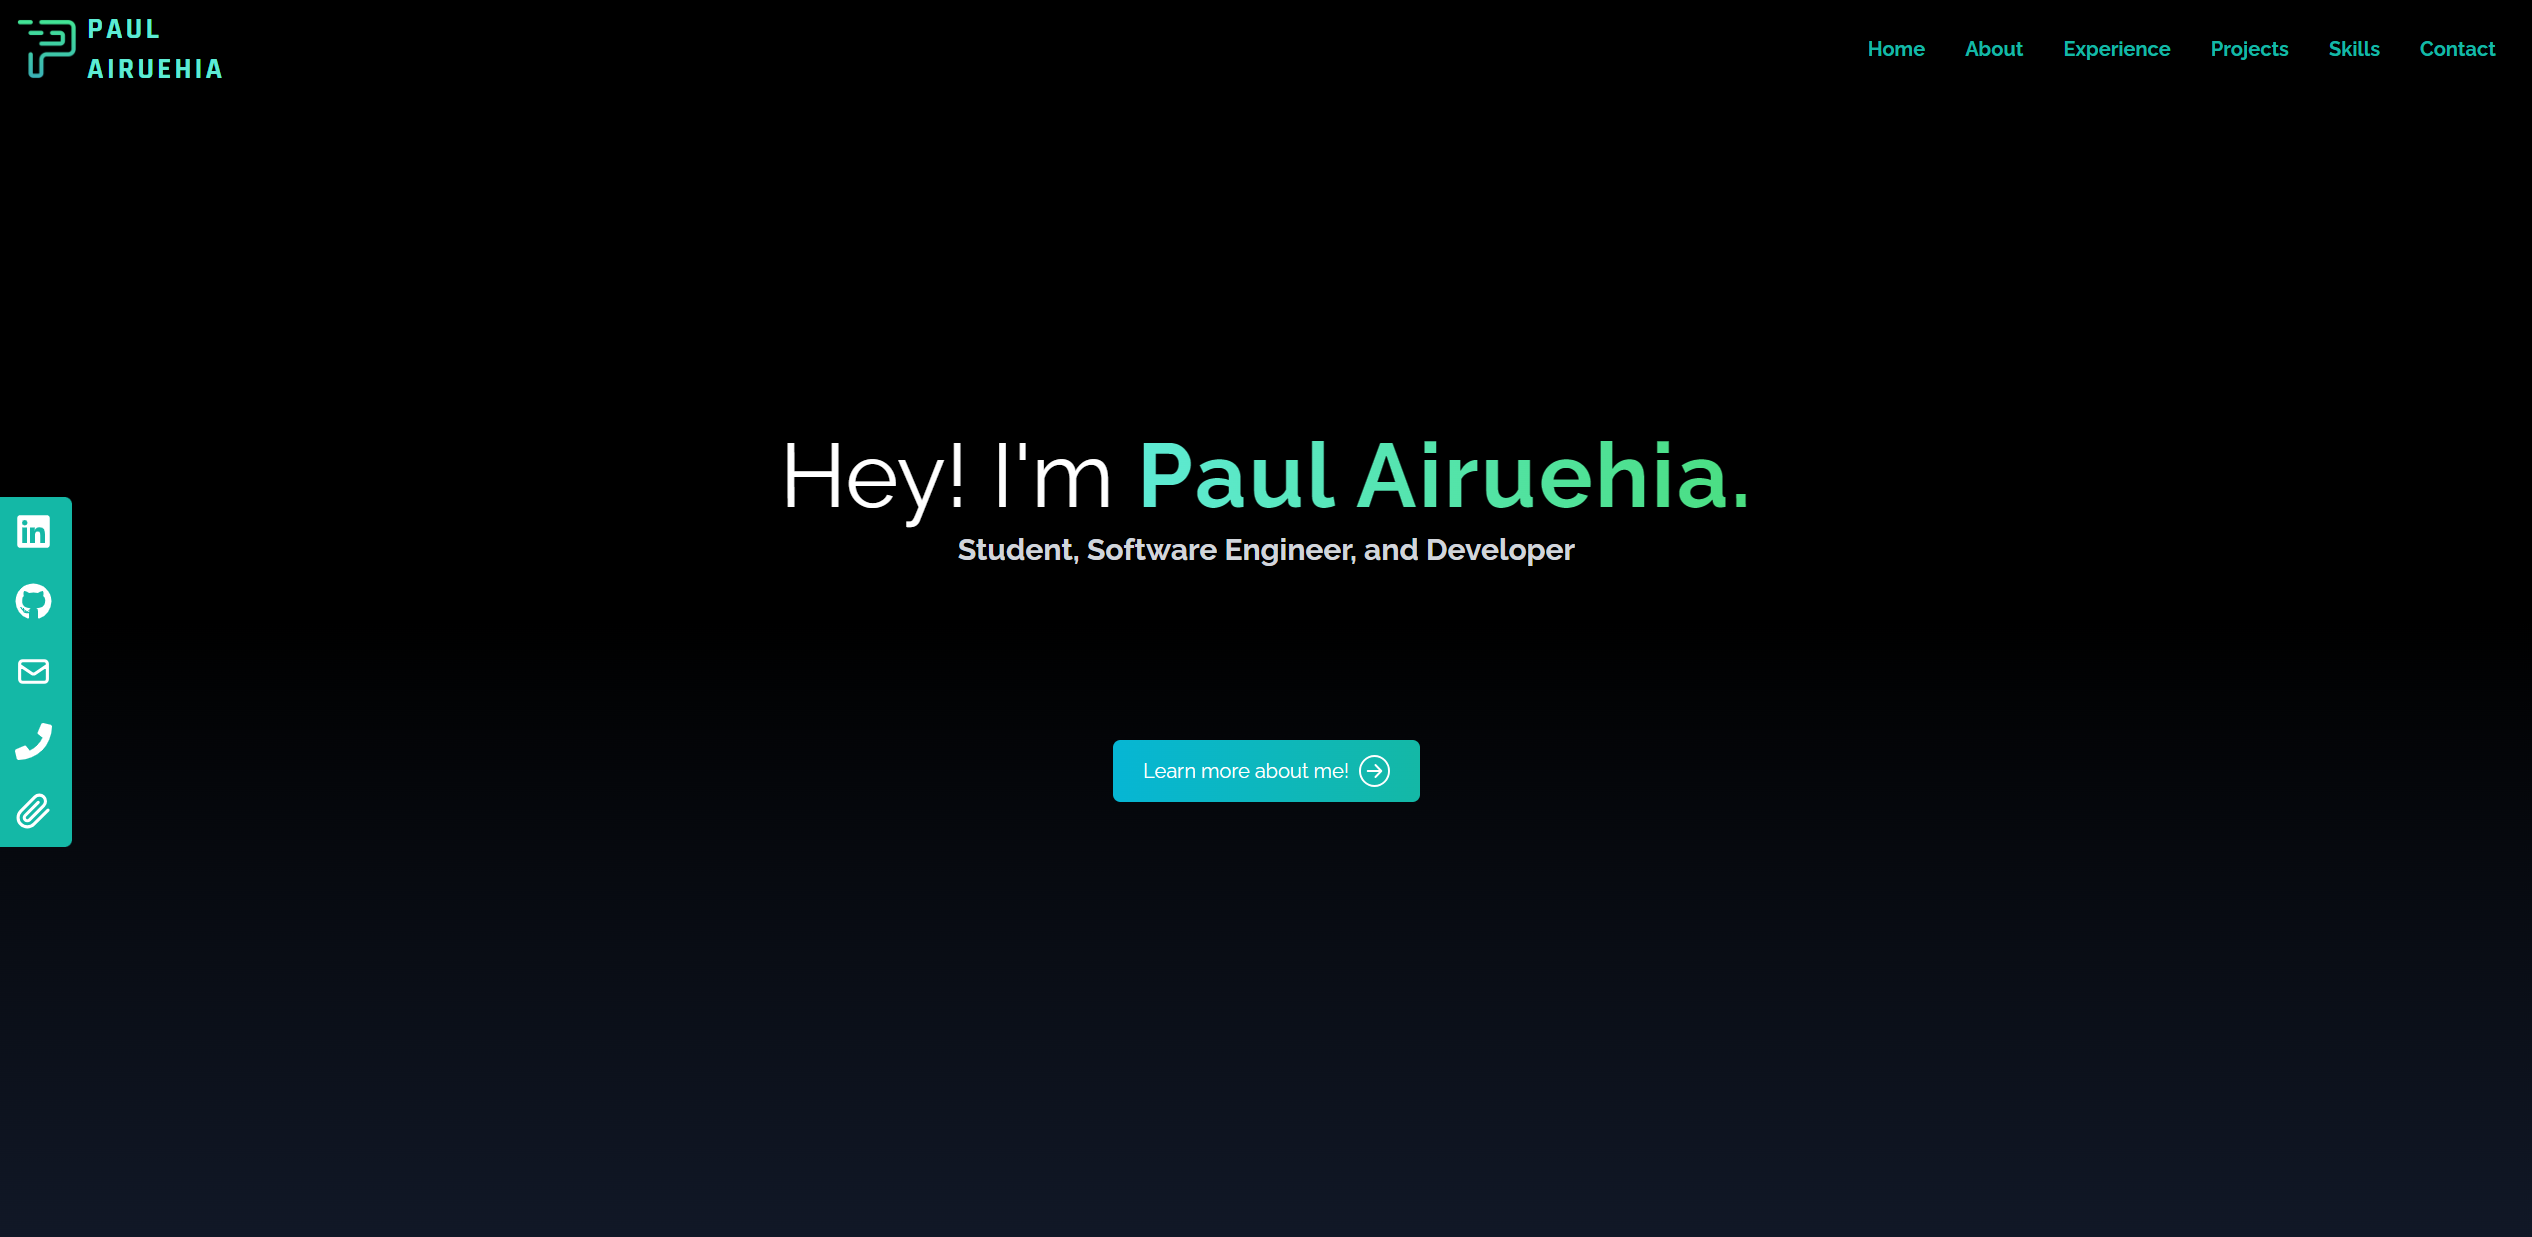 PAUL
AIRUEHIA
Home About Experience Projects Skills Contact
Hey! I'm Paul Airuehia.
Student, Software Engineer, and Developer
Learn more about me!